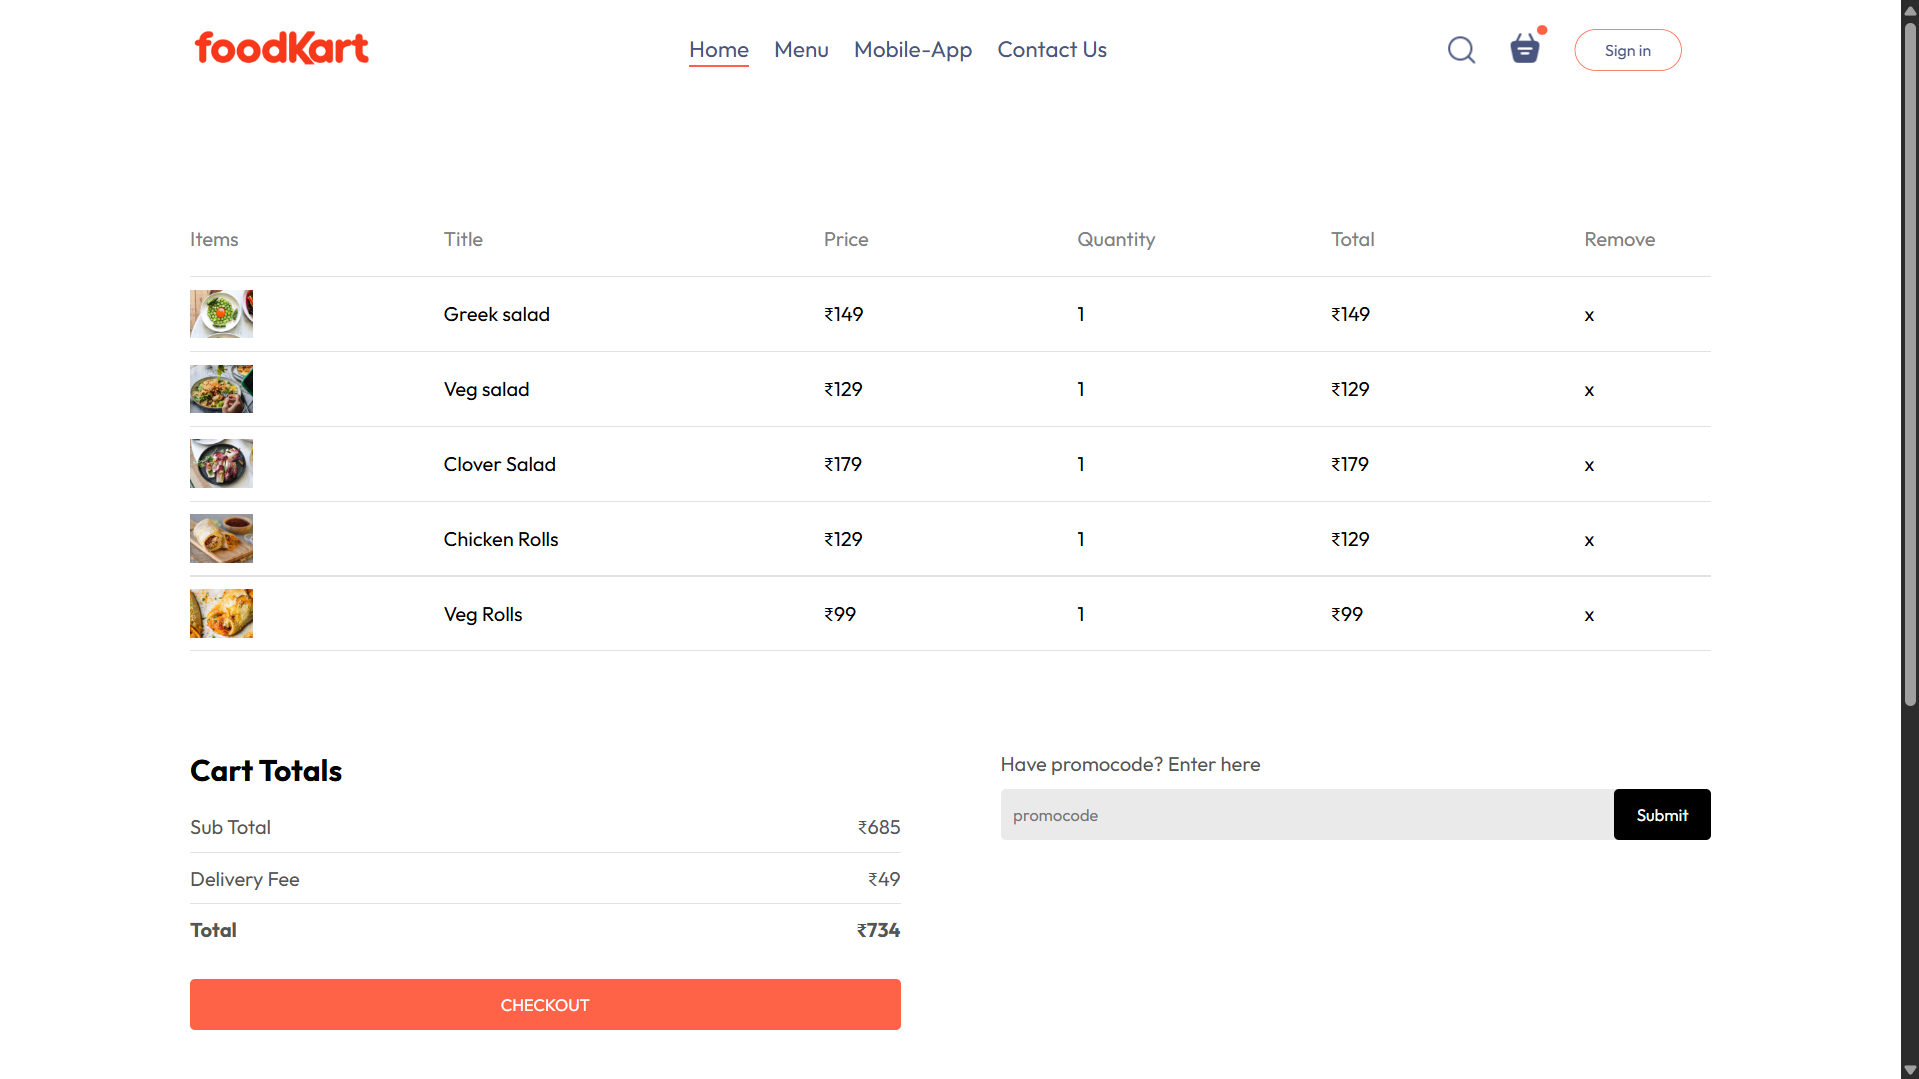 foodKart
Home Menu Mobile-App Contact Us
Sign in
Items Title Price Quantity Total Remove
Greek salad ₹149 1 ₹149 x
Veg salad ₹129 1 ₹129 x
Clover Salad ₹179 1 ₹179 x
Chicken Rolls ₹129 1 ₹129 x
Veg Rolls ₹99 1 ₹99 x
Cart Totals
Sub Total ₹685
Delivery Fee ₹49
Total ₹734
CHECKOUT
Have promocode? Enter here
promocode
Submit